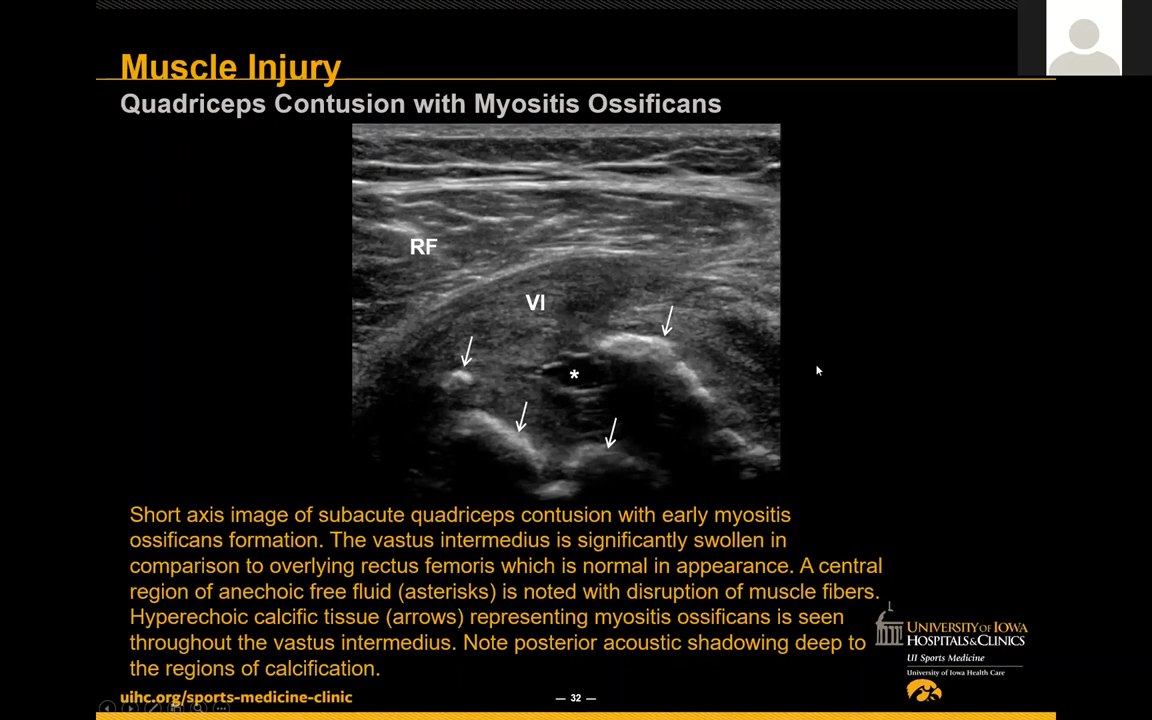 Muscle Injury
Quadriceps Contusion with Myositis Ossificans
RF
VI
*
Short axis image of subacute quadriceps contusion with early myositis
ossificans formation. The vastus intermedius is significantly swollen in
comparison to overlying rectus femoris which is normal in appearance. A central
region of anechoic free fluid (asterisks) is noted with disruption of muscle fibers.
Hyperechoic calcific tissue (arrows) representing myositis ossificans is seen
throughout the vastus intermedius. Note posterior acoustic shadowing deep to
the regions of calcification.
UNIVERSITY OF IOWA
HOSPITALS & CLINICS
UI Sports Medicine
University of Iowa Health Care
uihc.org/sports-medicine-clinic
— 32 —